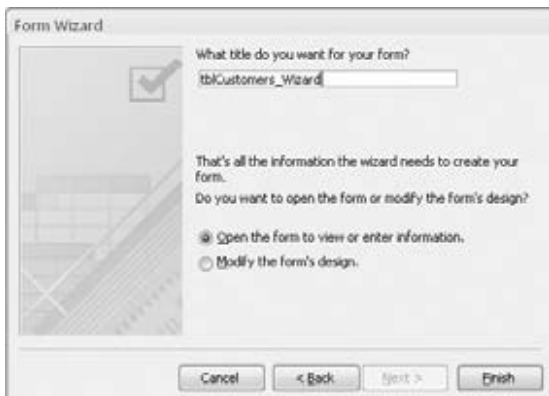 Form Wizard
What title do you want for your form?
tblCustomers_Wizard
That's all the information the wizard needs to create your
form.
Do you want to open the form or modify the form's design?
Open the form to view or enter information.
Modify the form's design.
Cancel
< Back
Next >
Finish